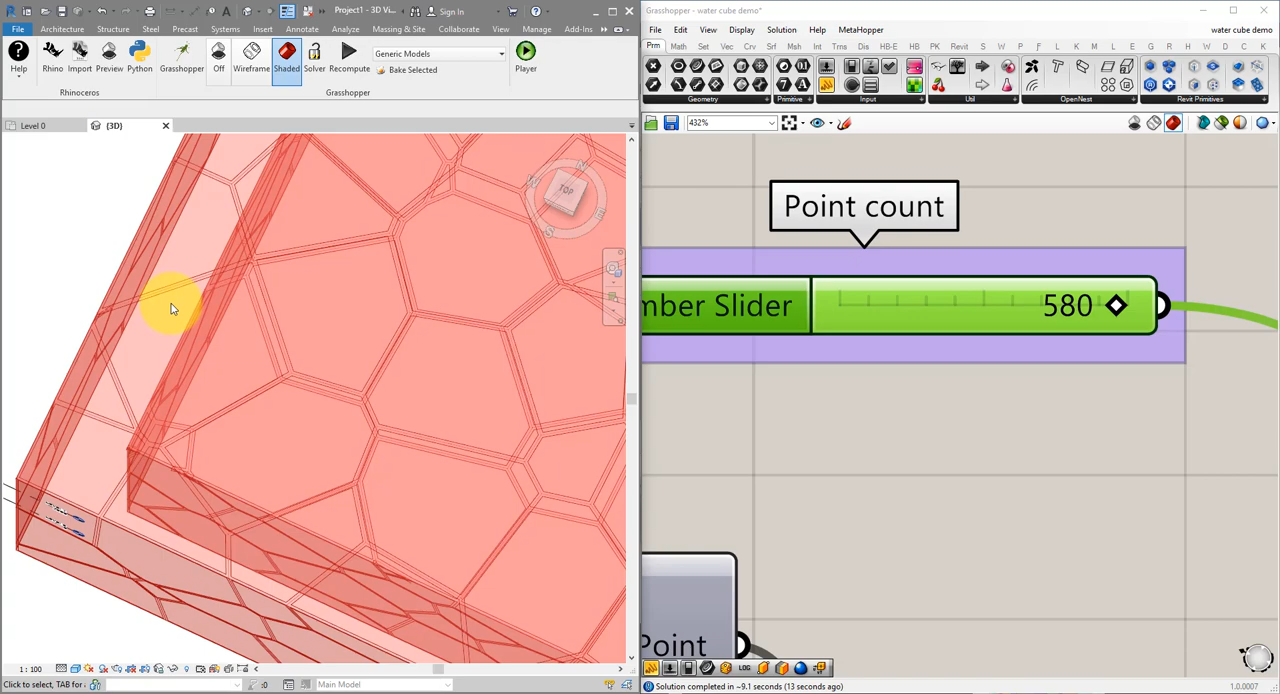 Project1 - 3D Vi...
Sign In
File Architecture Structure Steel Precast Systems Insert Annotate Analyze Massing & Site Collaborate View Manage Add-Ins
Help
Rhino
Import
Preview
Python
Grasshopper
Off
Wireframe
Shaded
Solver
Recompute
Generic Models
Bake Selected
Player
Rhinoceros
Grasshopper
Level 0
(3D)
TOP
N
W
E
S
1 : 100
Click to select, TAB for
:0
Main Model
Grasshopper - water cube demo*
File Edit View Display Solution Help MetaHopper
water cube demo*
Prm Math Set Vec Crv Srf Msh Int Trns Dis HB-E HB PK Revit S W P F L M L E G R H W D C K
Geometry
Primitive
Input
Util
OpenNest
Revit Primitives
432%
Point count
mber Slider
580
Point
Solution completed in ~9.1 seconds (13 seconds ago)
1.0.0007